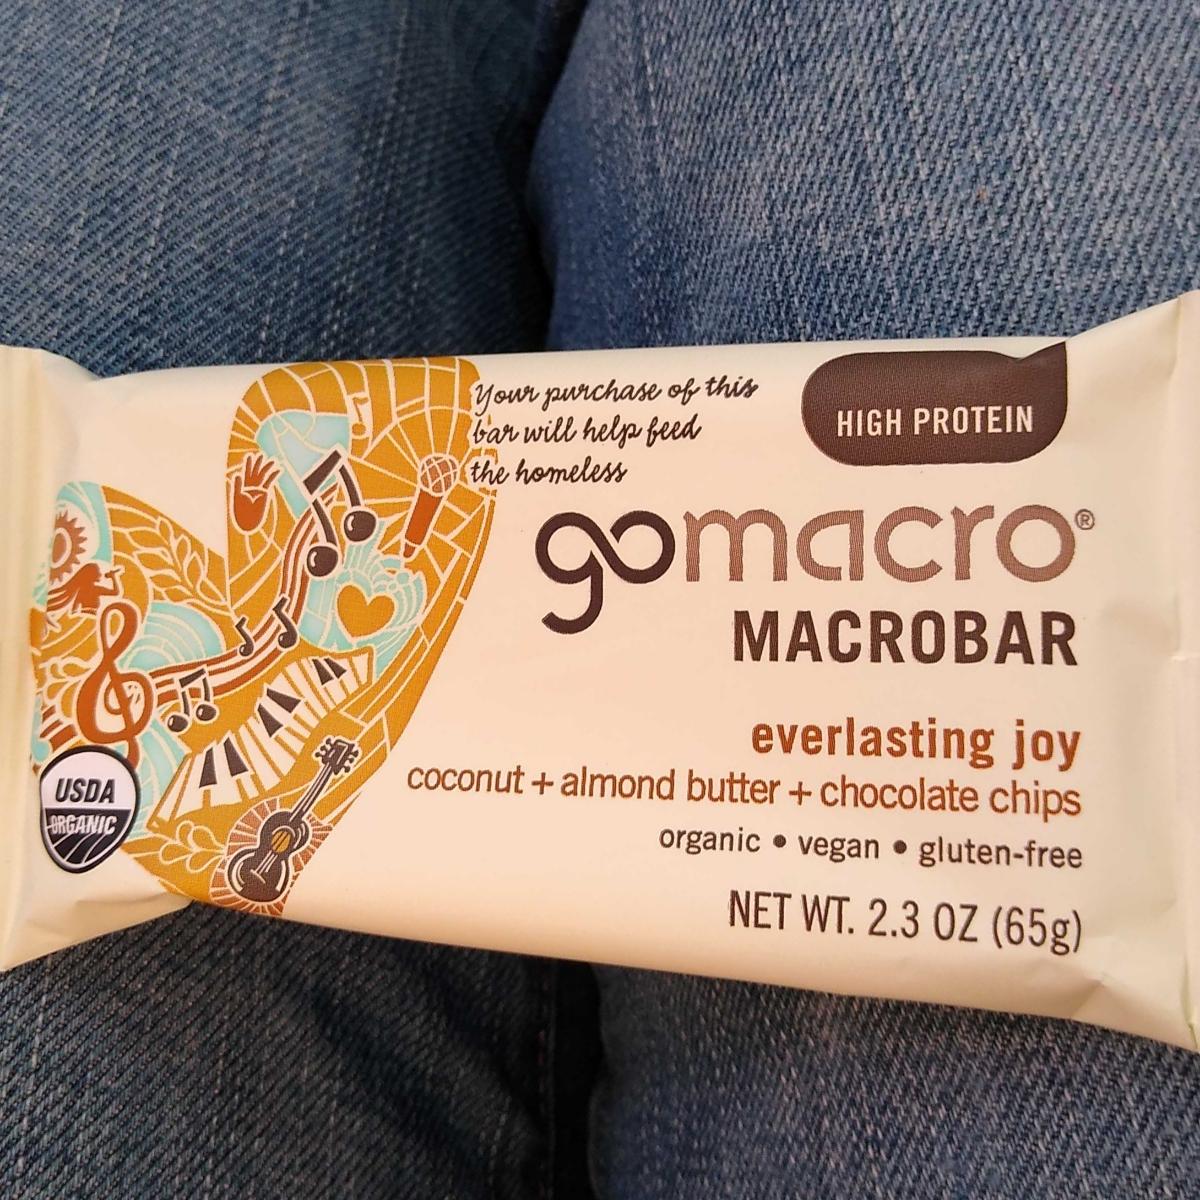 Your purchase of this
bar will help feed
the homeless
HIGH PROTEIN
gomacro®
MACROBAR
everlasting joy
coconut + almond butter + chocolate chips
organic • vegan • gluten-free
NET WT. 2.3 OZ (65g)
USDA
ORGANIC